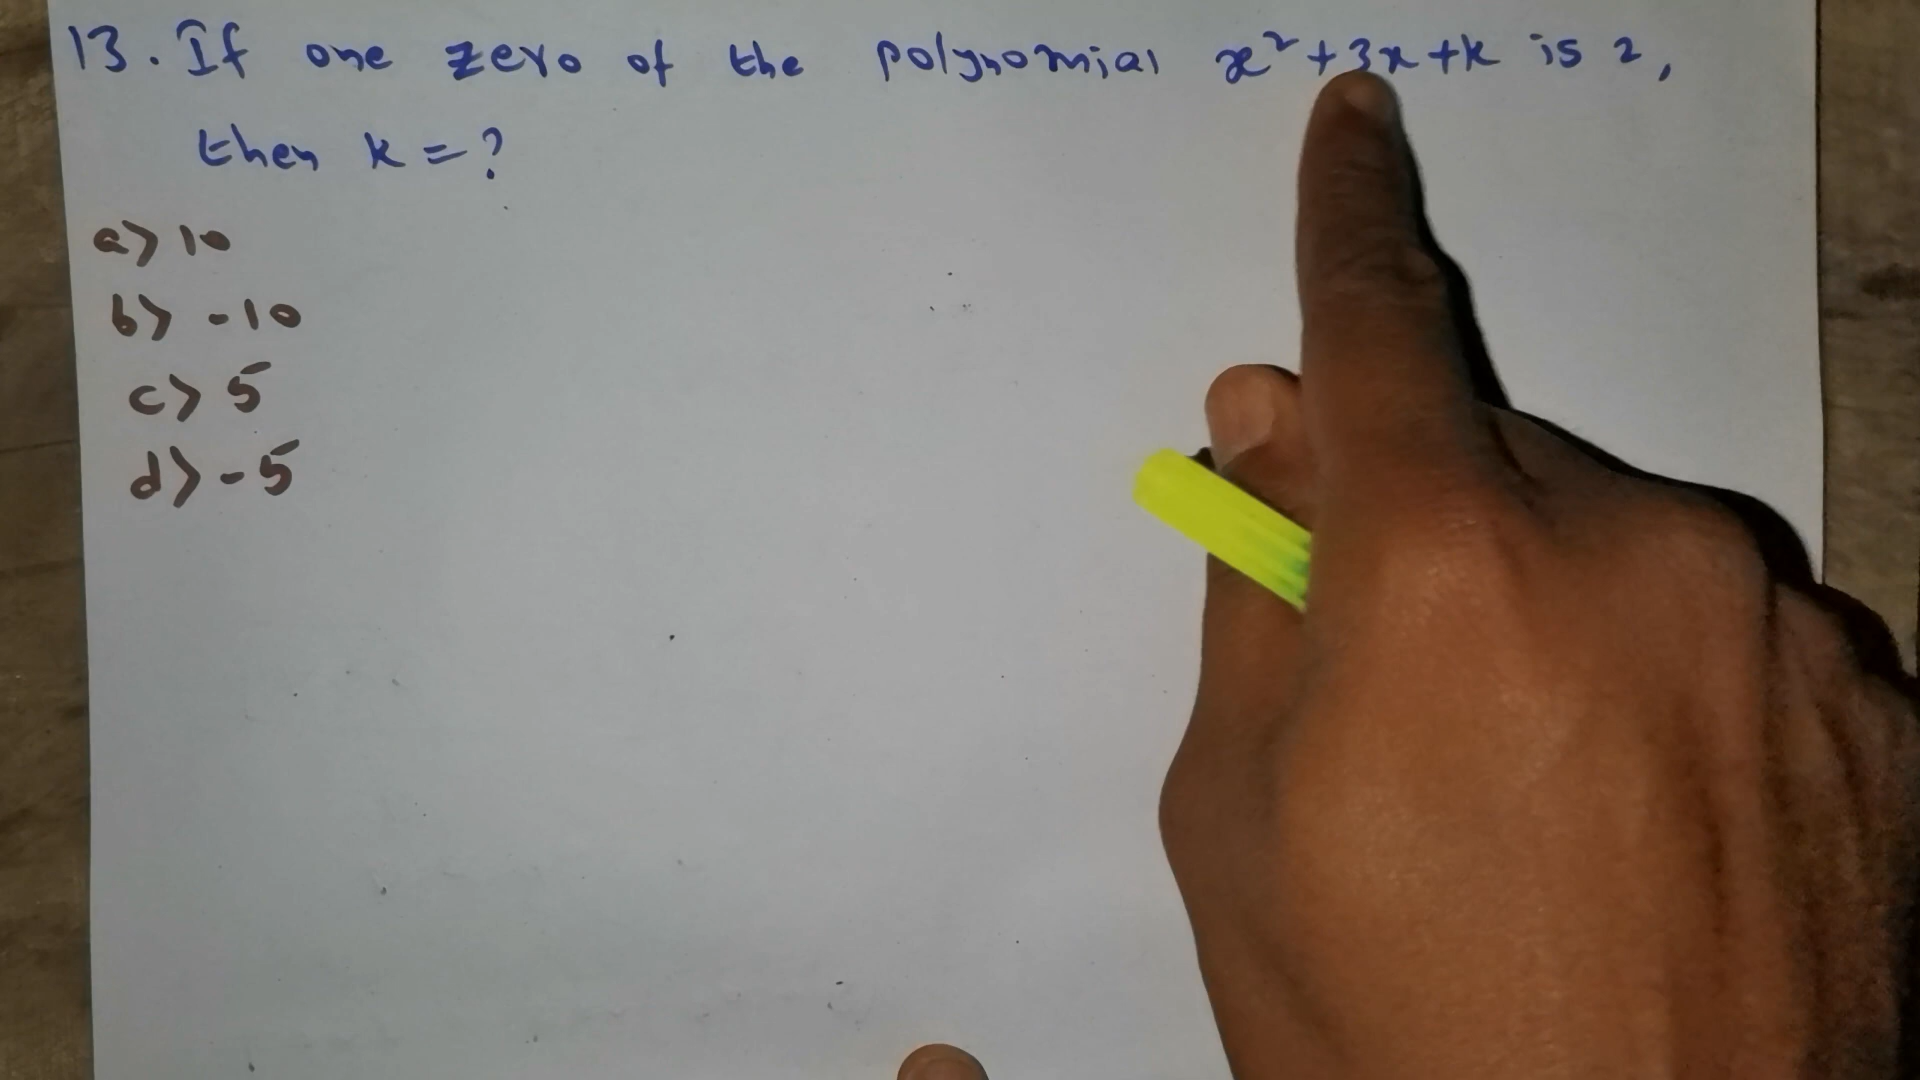 13. If one zero of the polynomial x²+3x+k is 2,
then k = ?
a> 10
b> -10
c> 5
d> -5